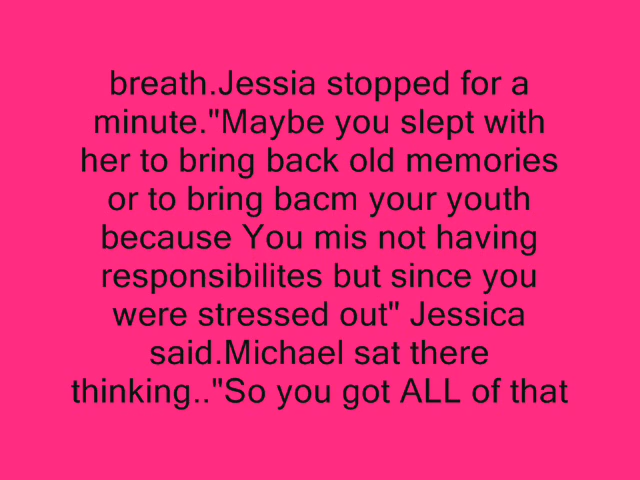 breath.Jessia stopped for a
minute."Maybe you slept with
her to bring back old memories
or to bring bacm your youth
because You mis not having
responsibilites but since you
were stressed out" Jessica
said.Michael sat there
thinking.."So you got ALL of that